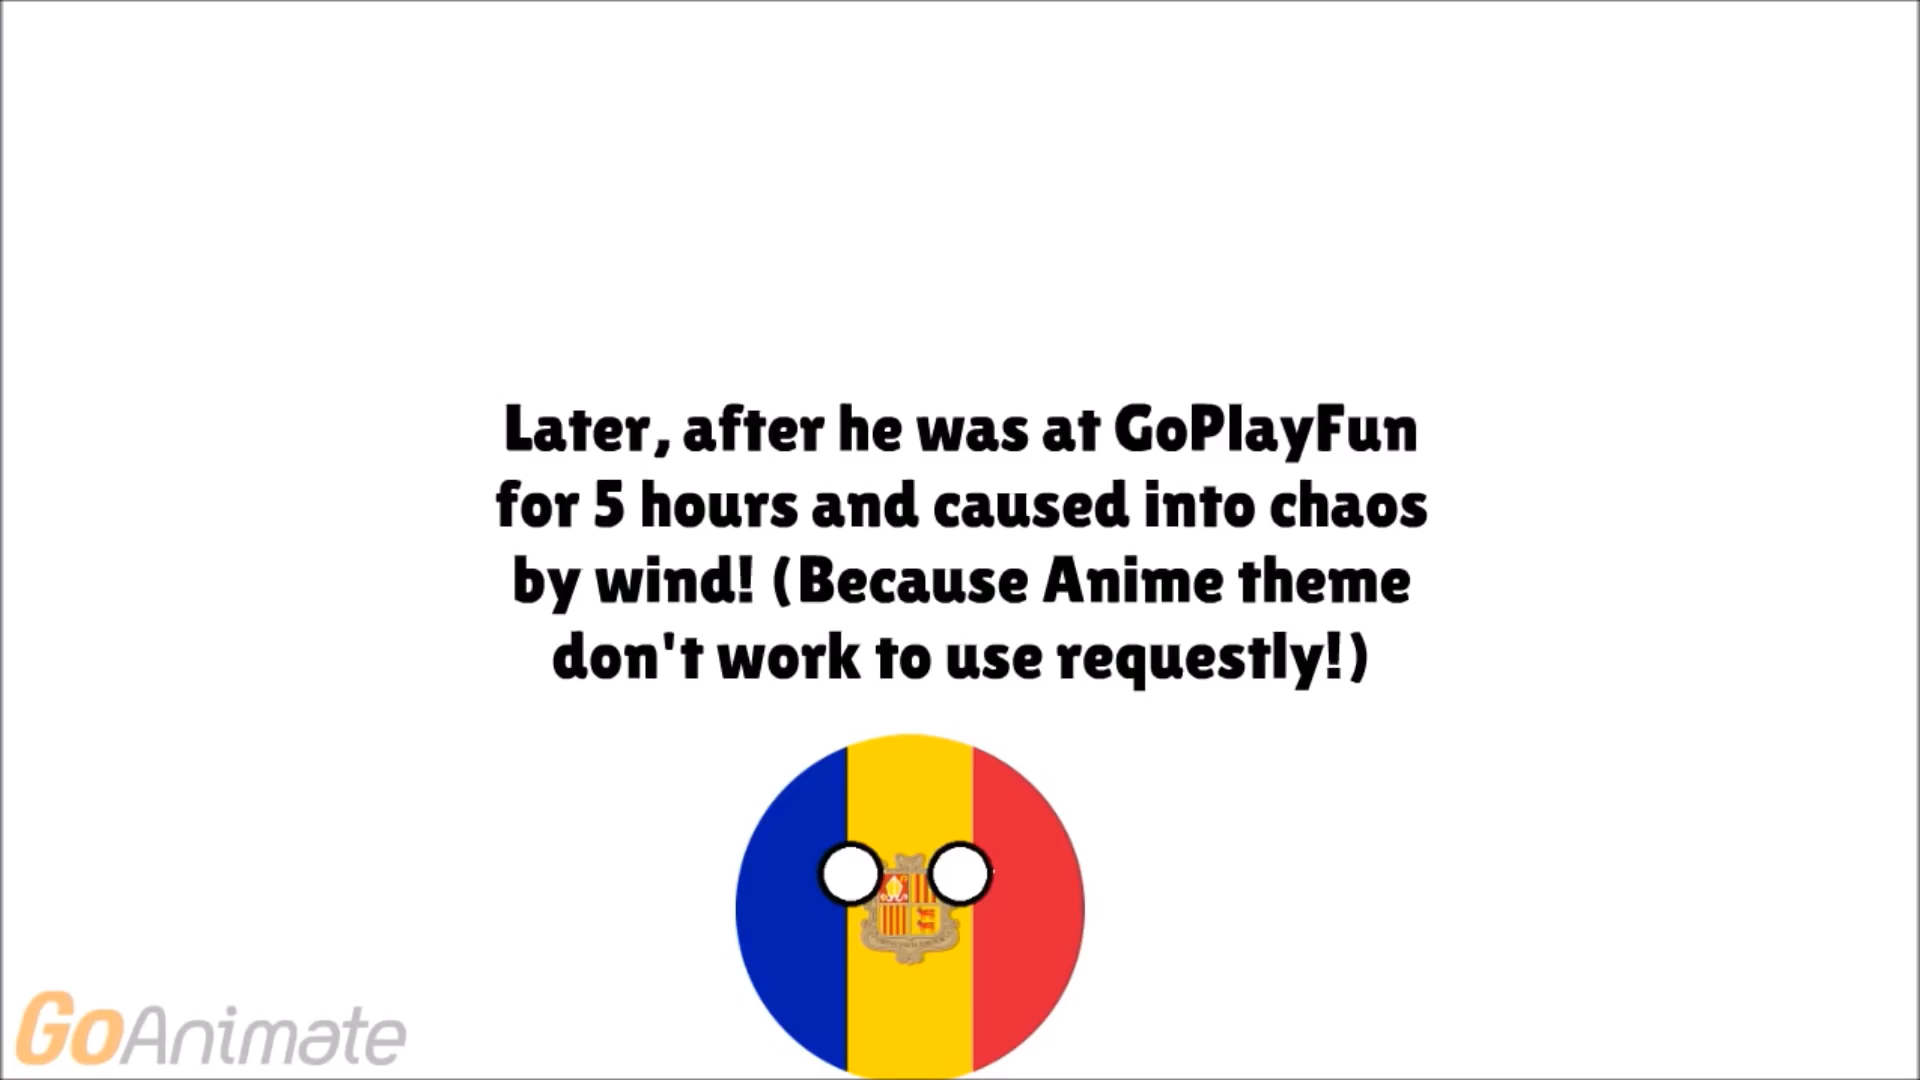 Later, after he was at GoPlayFun
for 5 hours and caused into chaos
by wind! (Because Anime theme
don't work to use requestly!)
GoAnimate